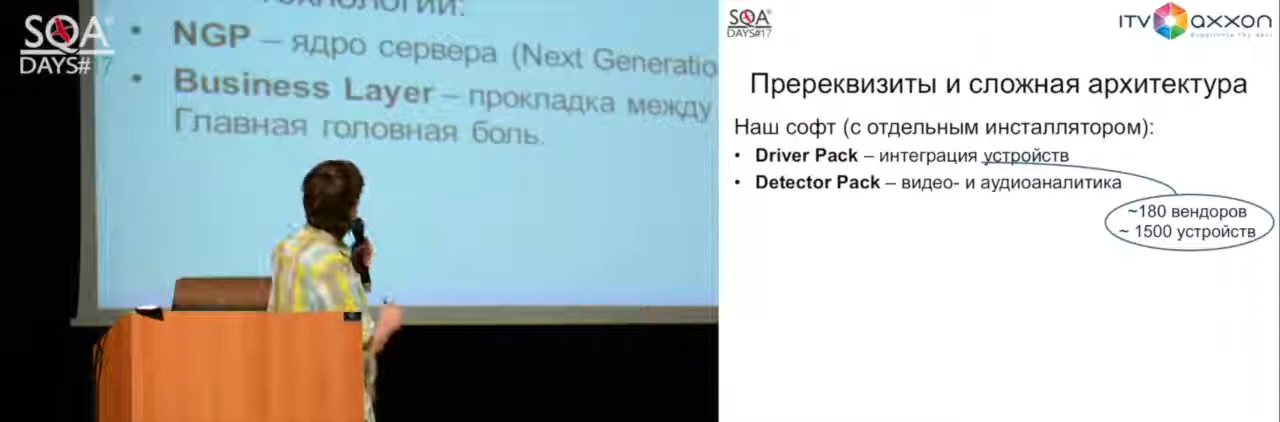 SQA
DAYS#17
ТЕХНОЛОГИИ:
• NGP – ядро сервера (Next Generatio
• Business Layer – прокладка между
Главная головная боль.
SQA
DAYS#17
ITV axxon
Пререквизиты и сложная архитектура
Наш софт (с отдельным инсталлятором):
• Driver Pack – интеграция устройств
• Detector Pack – видео- и аудиоаналитика
~180 вендоров
~ 1500 устройств